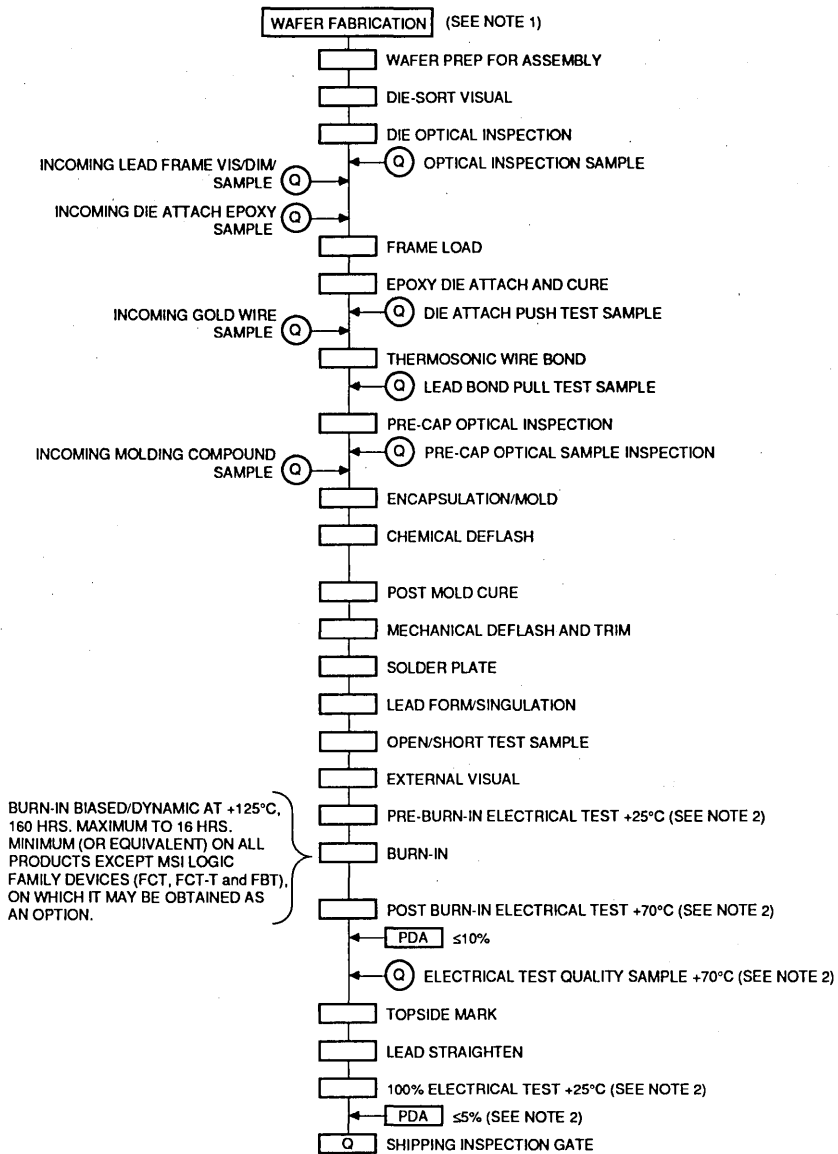 WAFER FABRICATION (SEE NOTE 1)
WAFER PREP FOR ASSEMBLY
DIE-SORT VISUAL
DIE OPTICAL INSPECTION
Q OPTICAL INSPECTION SAMPLE
INCOMING LEAD FRAME VIS/DIM/
SAMPLE Q
INCOMING DIE ATTACH EPOXY
SAMPLE Q
FRAME LOAD
EPOXY DIE ATTACH AND CURE
Q DIE ATTACH PUSH TEST SAMPLE
INCOMING GOLD WIRE
SAMPLE Q
THERMOSONIC WIRE BOND
Q LEAD BOND PULL TEST SAMPLE
PRE-CAP OPTICAL INSPECTION
Q PRE-CAP OPTICAL SAMPLE INSPECTION
INCOMING MOLDING COMPOUND
SAMPLE Q
ENCAPSULATION/MOLD
CHEMICAL DEFLASH
POST MOLD CURE
MECHANICAL DEFLASH AND TRIM
SOLDER PLATE
LEAD FORM/SINGULATION
OPEN/SHORT TEST SAMPLE
EXTERNAL VISUAL
PRE-BURN-IN ELECTRICAL TEST +25°C (SEE NOTE 2)
BURN-IN BIASED/DYNAMIC AT +125°C,
160 HRS. MAXIMUM TO 16 HRS.
MINIMUM (OR EQUIVALENT) ON ALL
PRODUCTS EXCEPT MSI LOGIC
FAMILY DEVICES (FCT, FCT-T and FBT),
ON WHICH IT MAY BE OBTAINED AS
AN OPTION.
BURN-IN
POST BURN-IN ELECTRICAL TEST +70°C (SEE NOTE 2)
PDA ≤10%
Q ELECTRICAL TEST QUALITY SAMPLE +70°C (SEE NOTE 2)
TOPSIDE MARK
LEAD STRAIGHTEN
100% ELECTRICAL TEST +25°C (SEE NOTE 2)
PDA ≤5% (SEE NOTE 2)
Q SHIPPING INSPECTION GATE